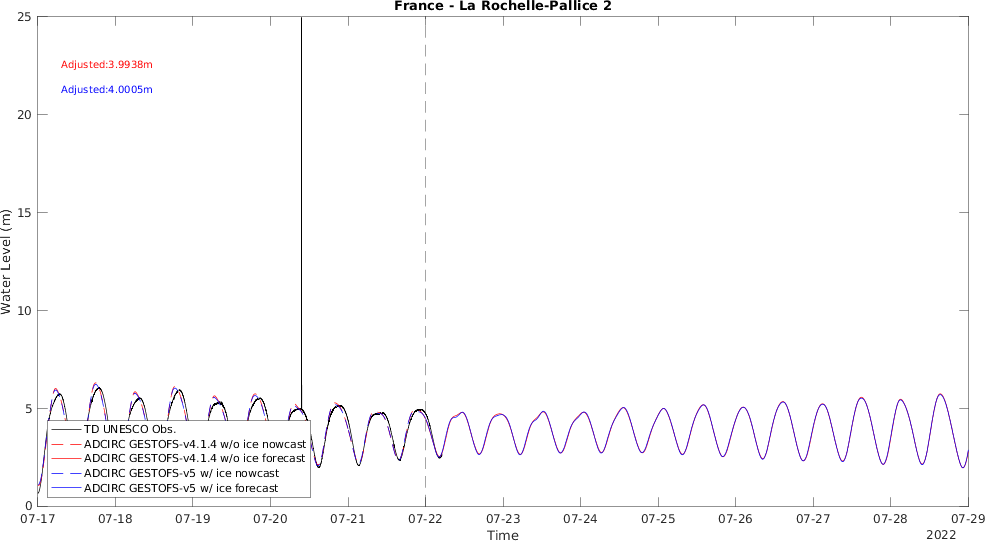 France - La Rochelle-Pallice 2
25
Adjusted:3.9938m
Adjusted:4.0005m
20
15
Water Level (m)
10
5
TD UNESCO Obs.
ADCIRC GESTOFS-v4.1.4 w/o ice nowcast
ADCIRC GESTOFS-v4.1.4 w/o ice forecast
ADCIRC GESTOFS-v5 w/ ice nowcast
ADCIRC GESTOFS-v5 w/ ice forecast
0
07-17 07-18 07-19 07-20 07-21 07-22 07-23 07-24 07-25 07-26 07-27 07-28 07-29
Time
2022